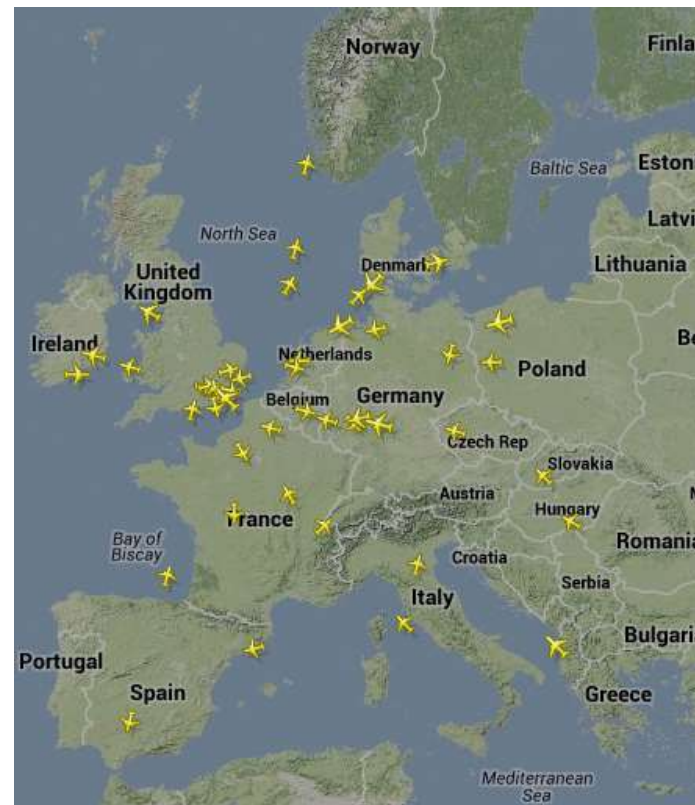 Norway
Finla
Eston
Baltic Sea
Latvi
North Sea
Denmark
Lithuania
United
Kingdom
Ireland
Be
Netherlands
Poland
Germany
Belgium
Czech Rep
Slovakia
Austria
M
Hungary
France
Romania
Bay of
Biscay
Croatia
Serbia
Italy
Bulgari
Portugal
Spain
Greece
Mediterranean
Sea